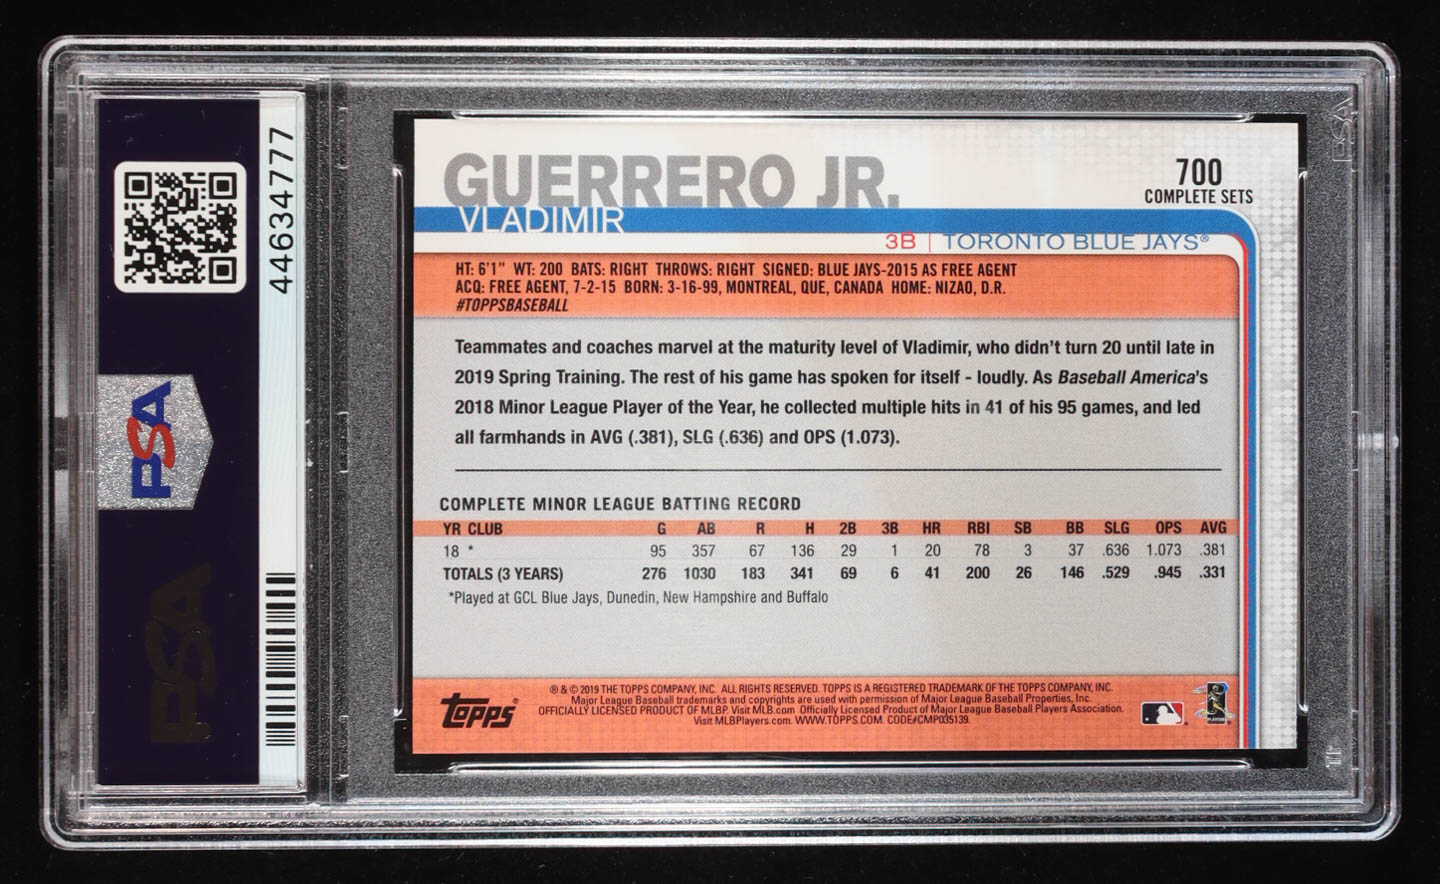 44634777
PSA
PSA
PSA
GUERRERO JR.
VLADIMIR
700
COMPLETE SETS
3B | TORONTO BLUE JAYS®
HT: 6'1" WT: 200 BATS: RIGHT THROWS: RIGHT SIGNED: BLUE JAYS-2015 AS FREE AGENT
ACQ: FREE AGENT, 7-2-15 BORN: 3-16-99, MONTREAL, QUE, CANADA HOME: NIZAO, D.R.
#TOPPSBASEBALL
Teammates and coaches marvel at the maturity level of Vladimir, who didn't turn 20 until late in
2019 Spring Training. The rest of his game has spoken for itself - loudly. As Baseball America's
2018 Minor League Player of the Year, he collected multiple hits in 41 of his 95 games, and led
all farmhands in AVG (.381), SLG (.636) and OPS (1.073).
COMPLETE MINOR LEAGUE BATTING RECORD
YR CLUB G AB R H 2B 3B HR RBI SB BB SLG OPS AVG
18 * 95 357 67 136 29 1 20 78 3 37 .636 1.073 .381
TOTALS (3 YEARS) 276 1030 183 341 69 6 41 200 26 146 .529 .945 .331
*Played at GCL Blue Jays, Dunedin, New Hampshire and Buffalo
Topps®
® & © 2019 THE TOPPS COMPANY, INC. ALL RIGHTS RESERVED. TOPPS IS A REGISTERED TRADEMARK OF THE TOPPS COMPANY, INC.
Major League Baseball trademarks and copyrights are used with permission of Major League Baseball Properties, Inc.
OFFICIALLY LICENSED PRODUCT OF MLBP. Visit MLB.com Officially Licensed Product of Major League Baseball Players Association.
Visit MLBPlayers.com. WWW.TOPPS.COM. CODE#CMP035139.